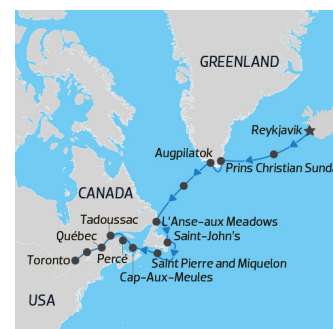 GREENLAND
Reykjavik
Augpilatok
Prins Christian Sund
CANADA
Tadoussac
L'Anse-aux Meadows
Québec
Saint-John's
Toronto
Percé
Saint Pierre and Miquelon
Cap-Aux-Meules
USA